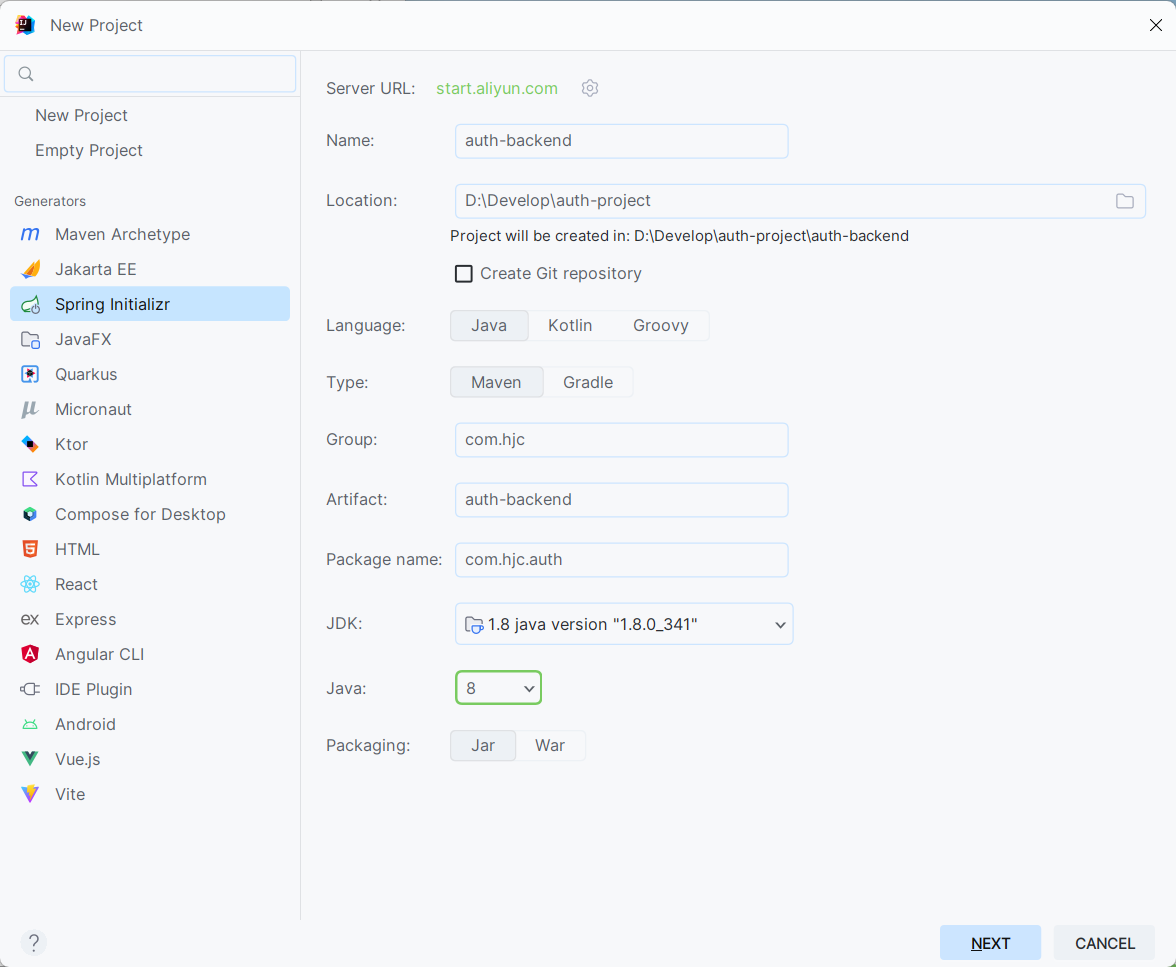 New Project
New Project
Empty Project
Generators
Maven Archetype
Jakarta EE
Spring Initializr
JavaFX
Quarkus
Micronaut
Ktor
Kotlin Multiplatform
Compose for Desktop
HTML
React
ex Express
Angular CLI
IDE Plugin
Android
Vue.js
Vite
Server URL: start.aliyun.com
Name: auth-backend
Location: D:\Develop\auth-project
Project will be created in: D:\Develop\auth-project\auth-backend
Create Git repository
Language: Java Kotlin Groovy
Type: Maven Gradle
Group: com.hjc
Artifact: auth-backend
Package name: com.hjc.auth
JDK: 1.8 java version "1.8.0_341"
Java: 8
Packaging: Jar War
? NEXT CANCEL